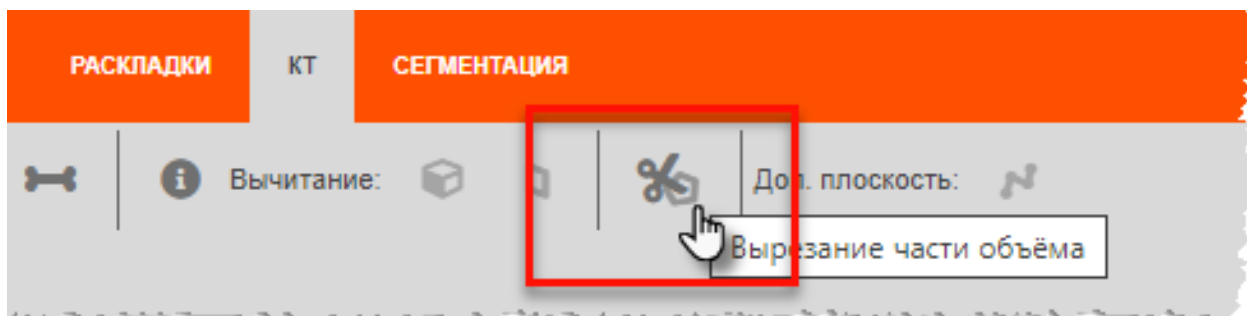 РАСКЛАДКИ КТ СЕГМЕНТАЦИЯ
Вычитание: Доп. плоскость:
Вырезание части объёма